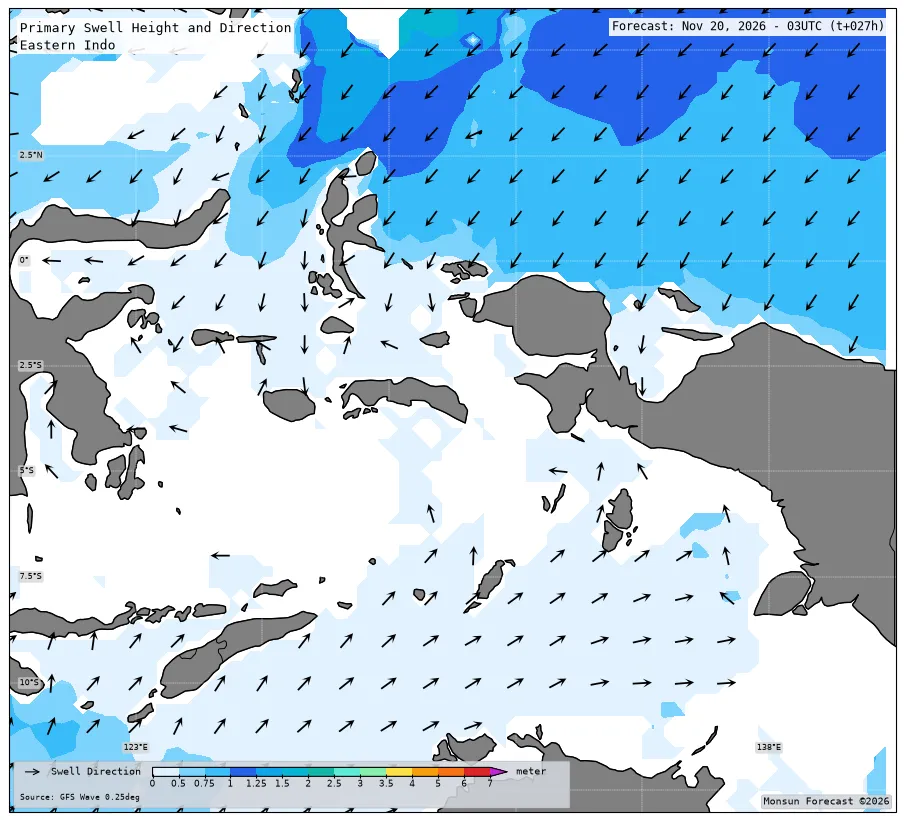 Primary Swell Height and Direction
Eastern Indo
Forecast: Nov 20, 2026 - 03UTC (t+027h)
2.5°N
0°
2.5°S
5°S
7.5°S
10°S
123°E
138°E
Swell Direction
0 0.5 0.75 1 1.25 1.5 1.75 2 2.5 3 3.5 4 5 6 7
meter
Source: GFS Wave 0.25deg
Monsun Forecast ©2026